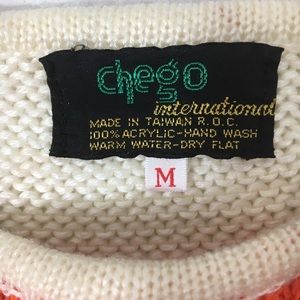 chego
international
MADE IN TAIWAN R.O.C.
100% ACRYLIC-HAND WASH
WARM WATER-DRY FLAT
M